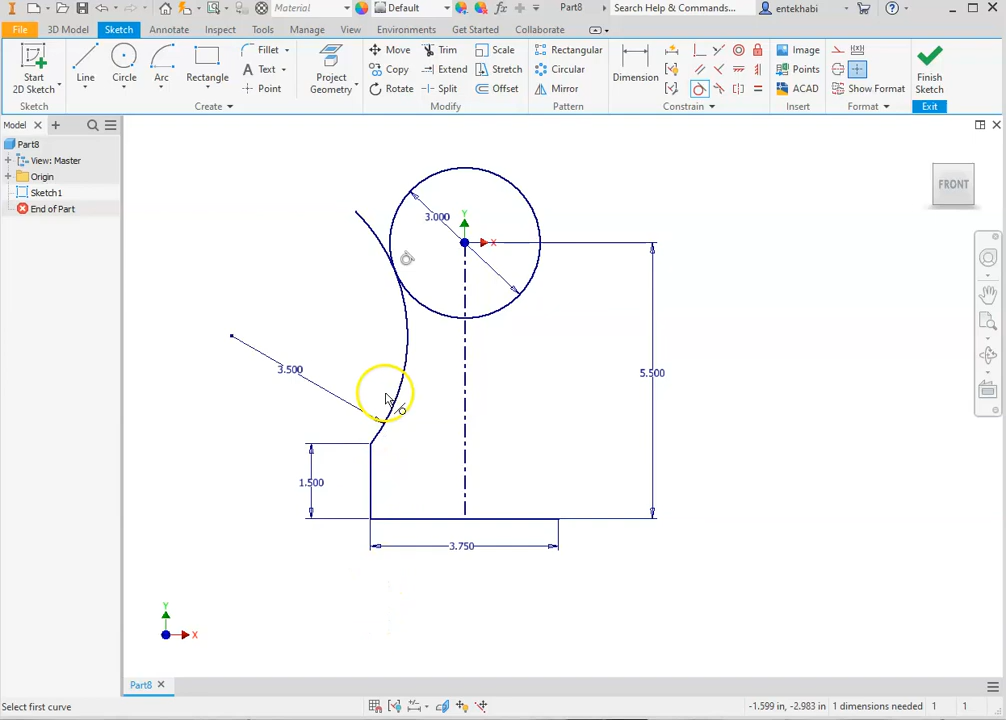 Material
Default
Part8
Search Help & Commands...
entekhabi
File
3D Model
Sketch
Annotate
Inspect
Tools
Manage
View
Environments
Get Started
Collaborate
Start
2D Sketch
Line
Circle
Arc
Rectangle
Fillet
Text
Point
Project
Geometry
Move
Copy
Rotate
Trim
Extend
Split
Scale
Stretch
Offset
Rectangular
Circular
Mirror
Dimension
Image
Points
ACAD
Show Format
Finish
Sketch
Sketch
Create
Modify
Pattern
Constrain
Insert
Format
Exit
Model
Part8
View: Master
Origin
Sketch1
End of Part
FRONT
3.000
Y
X
3.500
5.500
1.500
3.750
Y
X
Part8
Select first curve
-1.599 in, -2.983 in
1 dimensions needed
1
1